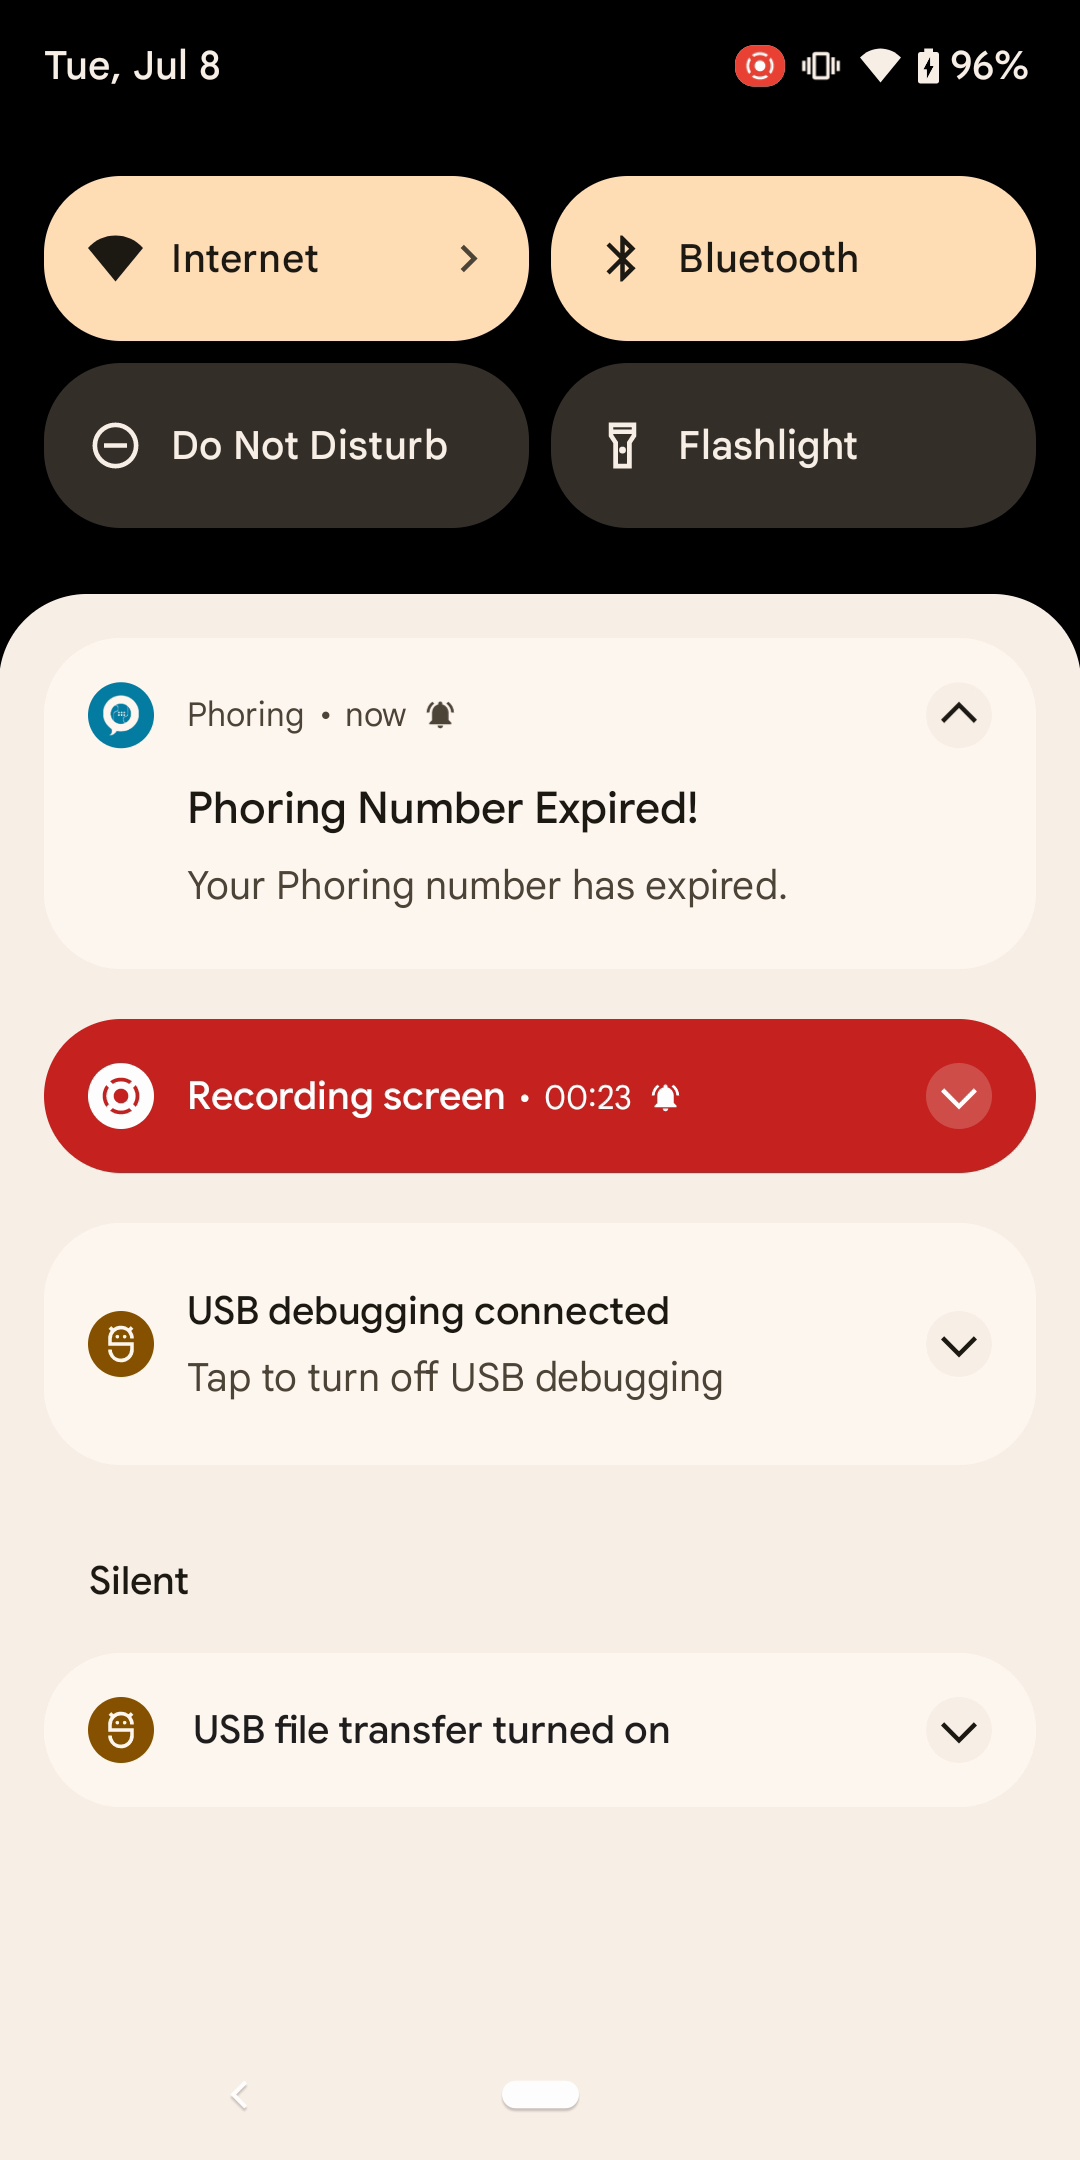 Tue, Jul 8
96%
Internet
Bluetooth
Do Not Disturb
Flashlight
Phoring • now
Phoring Number Expired!
Your Phoring number has expired.
Recording screen • 00:23
USB debugging connected
Tap to turn off USB debugging
Silent
USB file transfer turned on